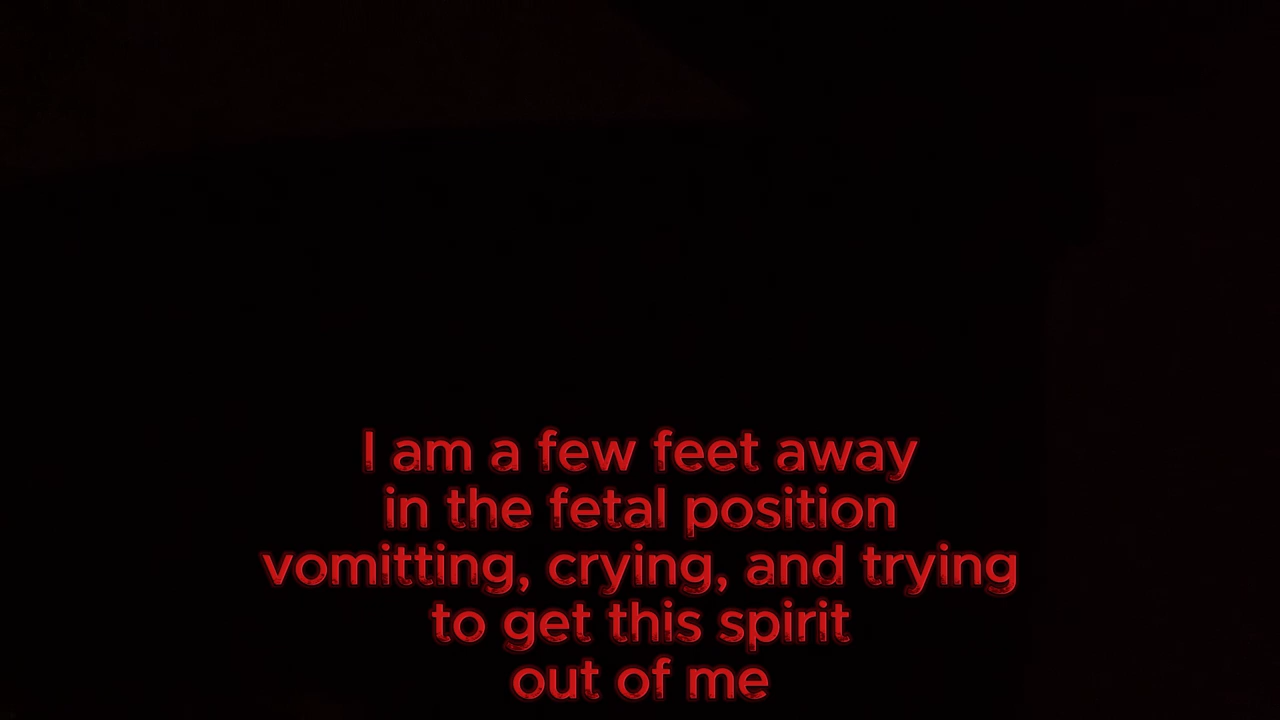 I am a few feet away
in the fetal position
vomitting, crying, and trying
to get this spirit
out of me